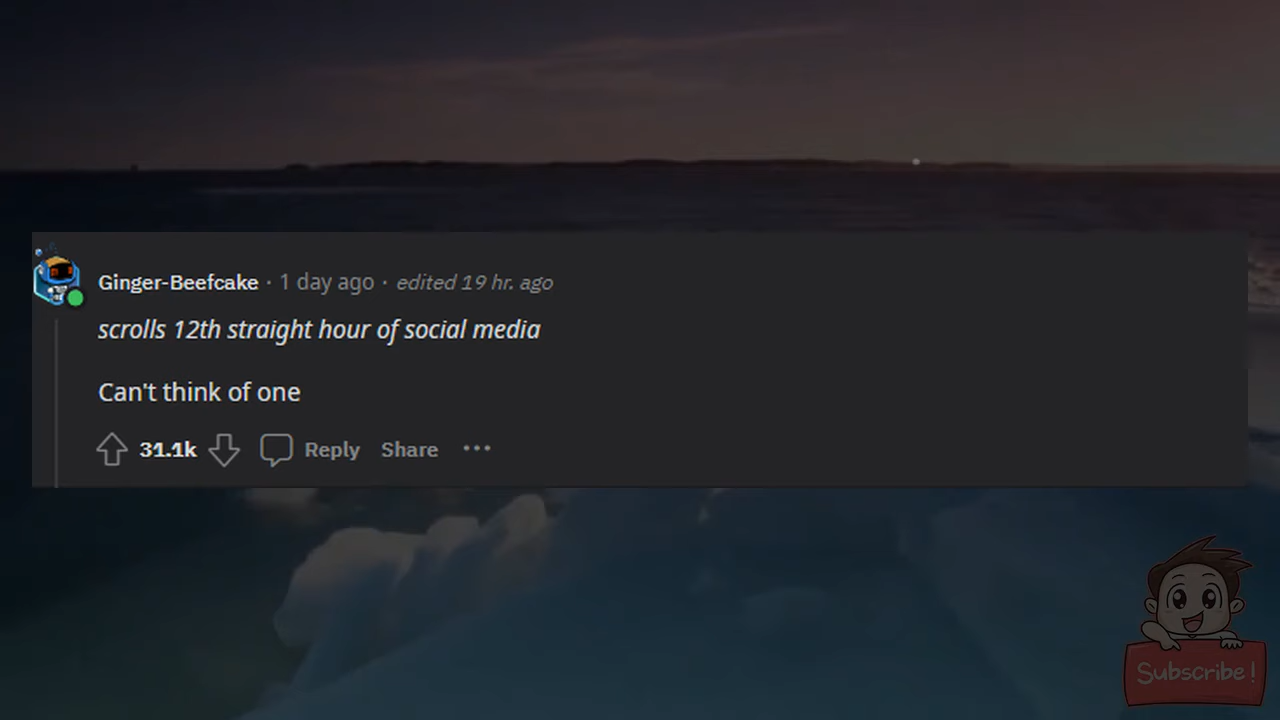 Ginger-Beefcake · 1 day ago · edited 19 hr. ago
scrolls 12th straight hour of social media
Can't think of one
31.1k Reply Share ···
Subscribe!